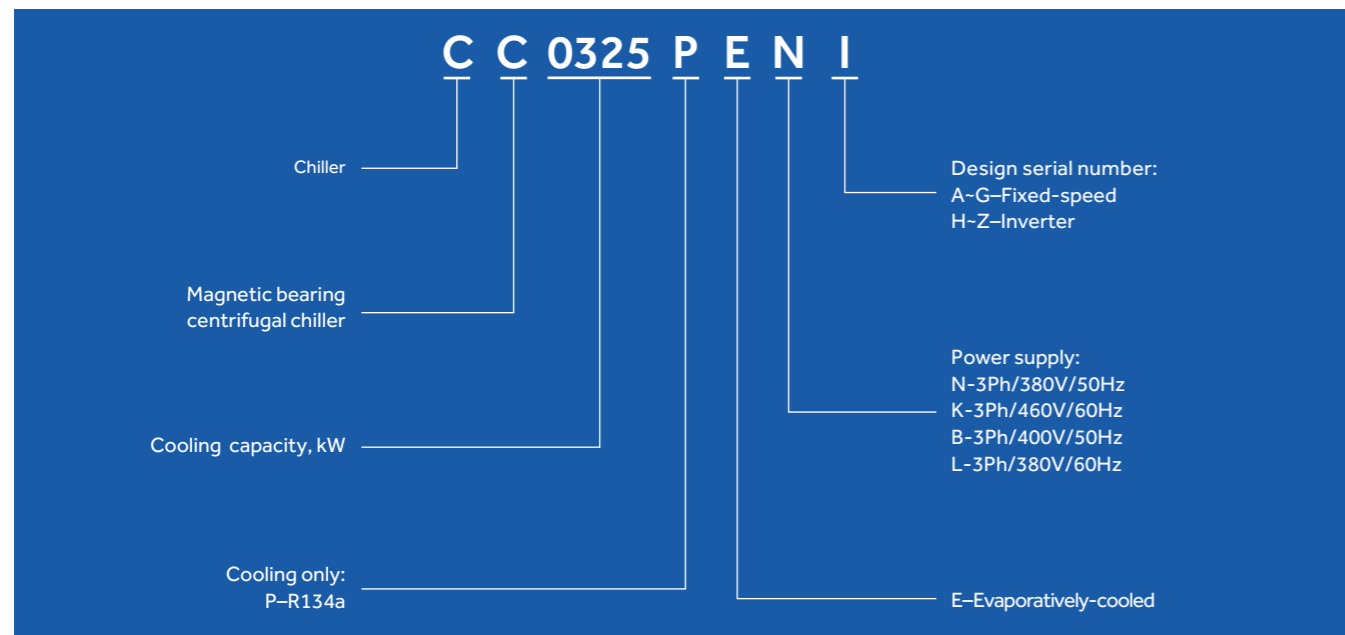 C C 0325 P E N I
Chiller
Magnetic bearing
centrifugal chiller
Cooling capacity, kW
Cooling only:
P–R134a
Design serial number:
A~G–Fixed-speed
H~Z–Inverter
Power supply:
N-3Ph/380V/50Hz
K-3Ph/460V/60Hz
B-3Ph/400V/50Hz
L-3Ph/380V/60Hz
E–Evaporatively-cooled